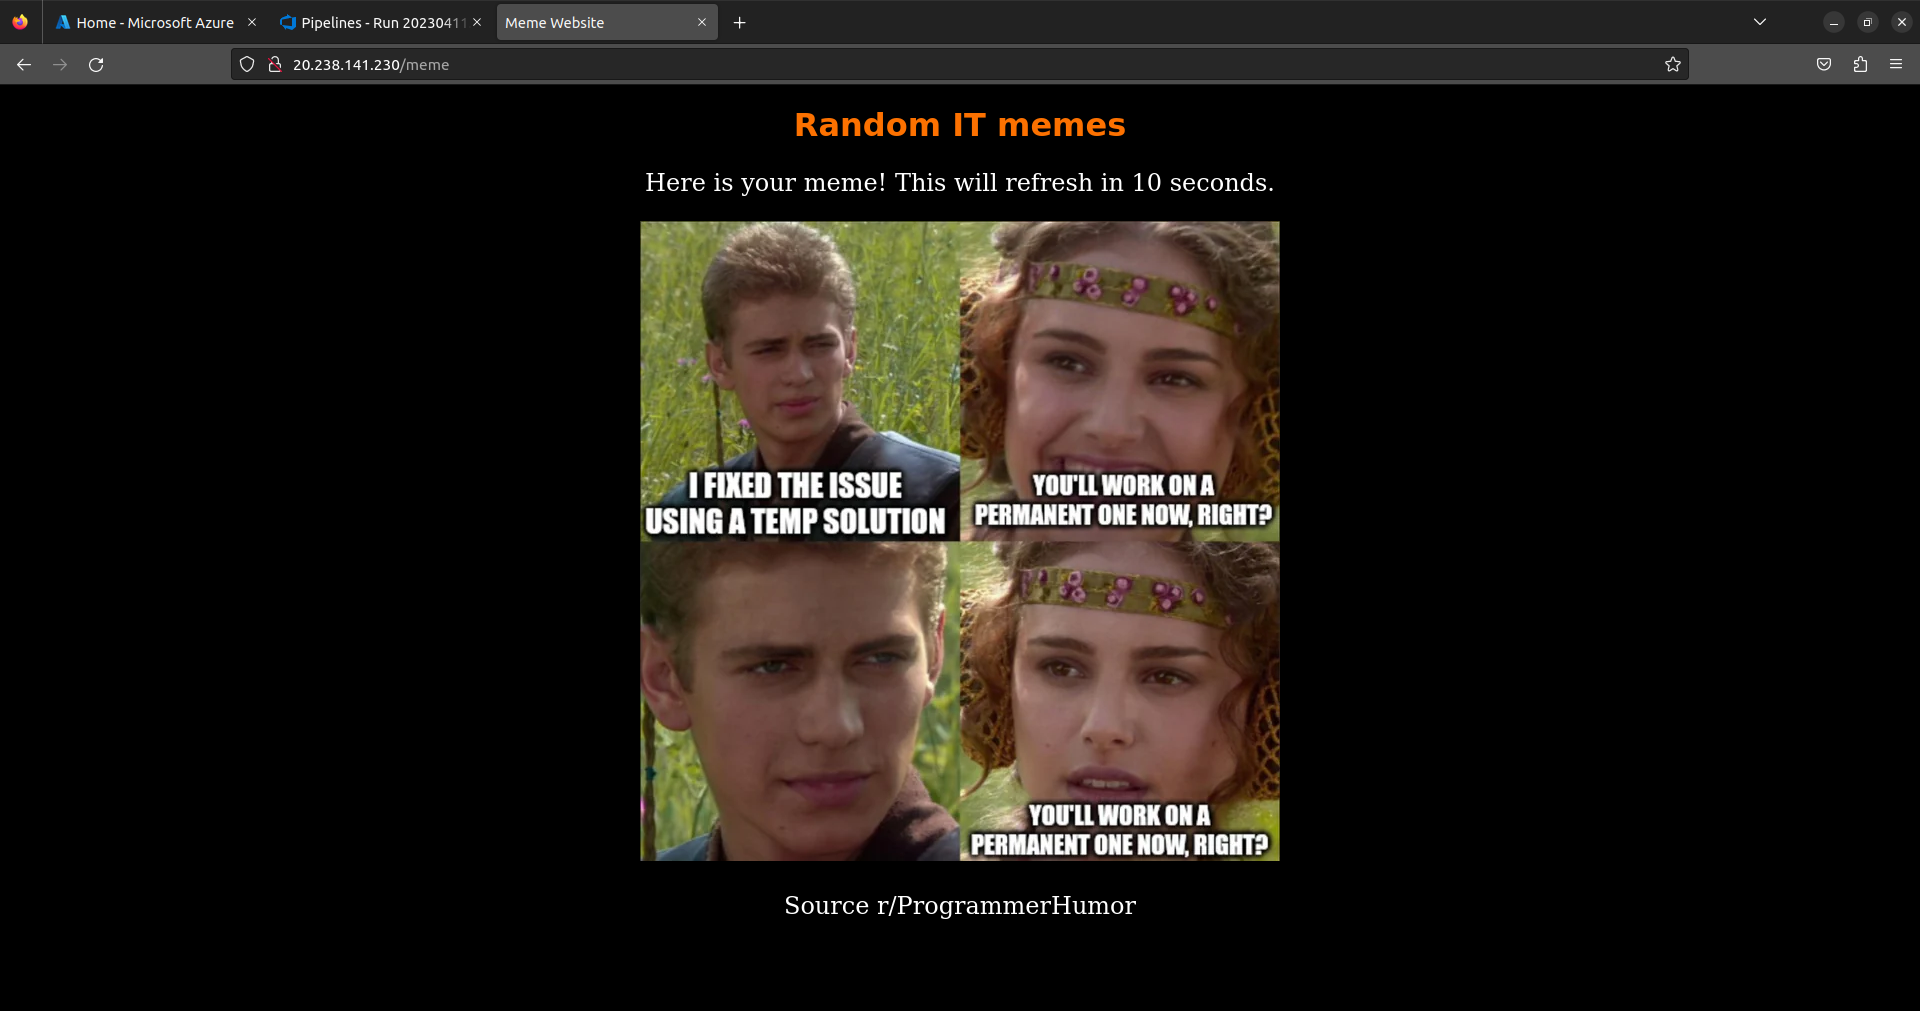 Home - Microsoft Azure
Pipelines - Run 20230411
Meme Website
20.238.141.230/meme
Random IT memes
Here is your meme! This will refresh in 10 seconds.
I FIXED THE ISSUE
USING A TEMP SOLUTION
YOU'LL WORK ON A
PERMANENT ONE NOW, RIGHT?
YOU'LL WORK ON A
PERMANENT ONE NOW, RIGHT?
Source r/ProgrammerHumor